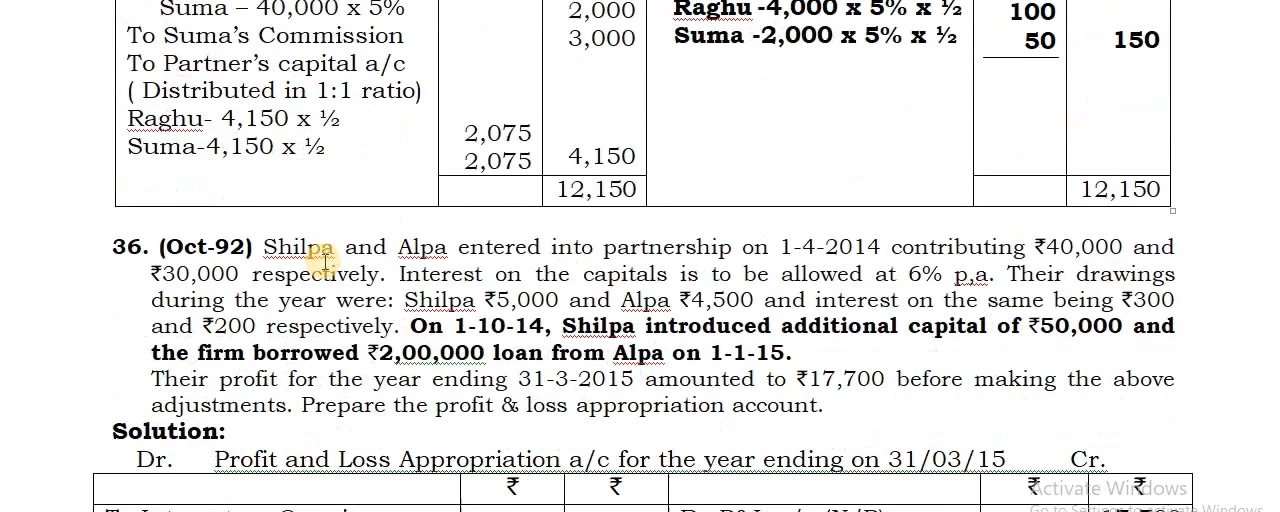 Suma – 40,000 x 5% 2,000 Raghu -4,000 x 5% x ½ 100
To Suma's Commission 3,000 Suma -2,000 x 5% x ½ 50 150
To Partner's capital a/c
( Distributed in 1:1 ratio)
Raghu- 4,150 x ½ 2,075
Suma-4,150 x ½ 2,075 4,150
12,150 12,150
36. (Oct-92) Shilpa and Alpa entered into partnership on 1-4-2014 contributing ₹40,000 and
₹30,000 respectively. Interest on the capitals is to be allowed at 6% p.a. Their drawings
during the year were: Shilpa ₹5,000 and Alpa ₹4,500 and interest on the same being ₹300
and ₹200 respectively. On 1-10-14, Shilpa introduced additional capital of ₹50,000 and
the firm borrowed ₹2,00,000 loan from Alpa on 1-1-15.
Their profit for the year ending 31-3-2015 amounted to ₹17,700 before making the above
adjustments. Prepare the profit & loss appropriation account.
Solution:
Dr. Profit and Loss Appropriation a/c for the year ending on 31/03/15 Cr.
₹ ₹ ₹ ₹
Activate Windows